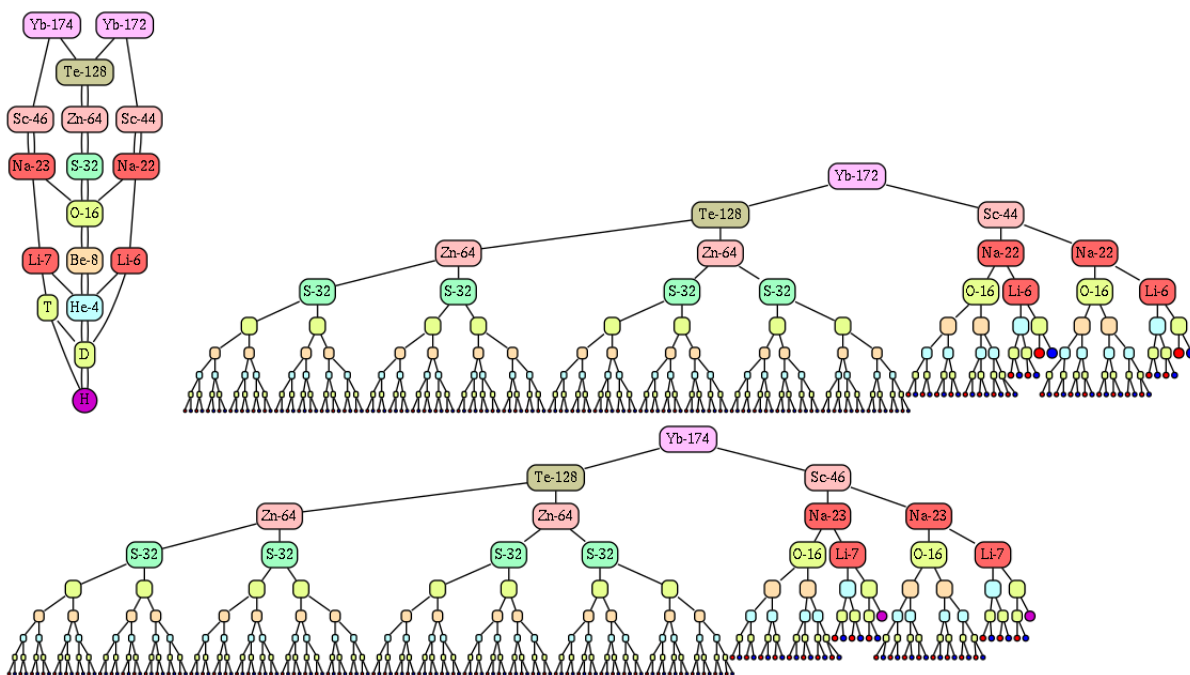 Yb-174 Yb-172
Te-128
Sc-46 Zn-64 Sc-44
Na-23 S-32 Na-22
O-16
Li-7 Be-8 Li-6
T He-4
D
H
Yb-172
Te-128 Sc-44
Zn-64 Zn-64 Na-22 Na-22
S-32 S-32 S-32 S-32 O-16 Li-6 O-16 Li-6
Yb-174
Te-128 Sc-46
Zn-64 Zn-64 Na-23 Na-23
S-32 S-32 S-32 S-32 O-16 Li-7 O-16 Li-7